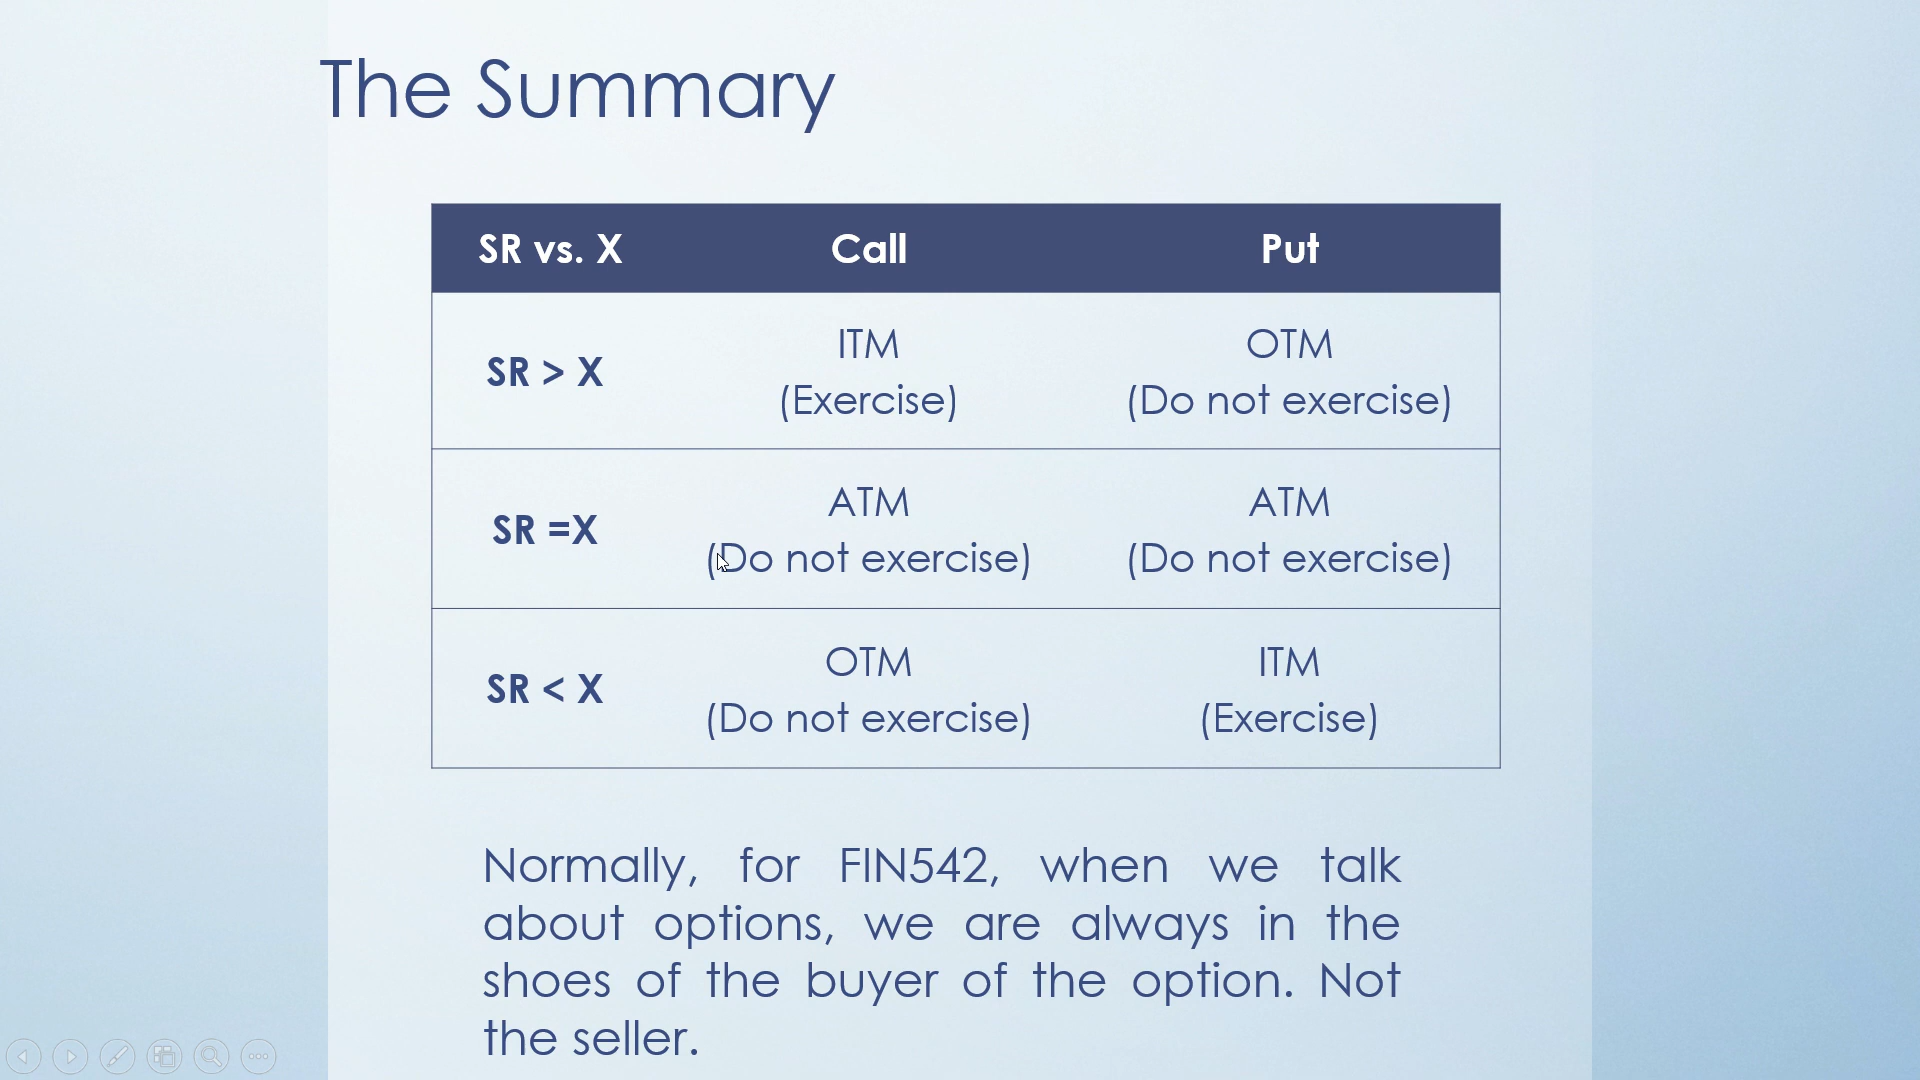 The Summary
SR vs. X Call Put
SR > X ITM (Exercise) OTM (Do not exercise)
SR =X ATM (Do not exercise) ATM (Do not exercise)
SR < X OTM (Do not exercise) ITM (Exercise)
Normally, for FIN542, when we talk
about options, we are always in the
shoes of the buyer of the option. Not
the seller.